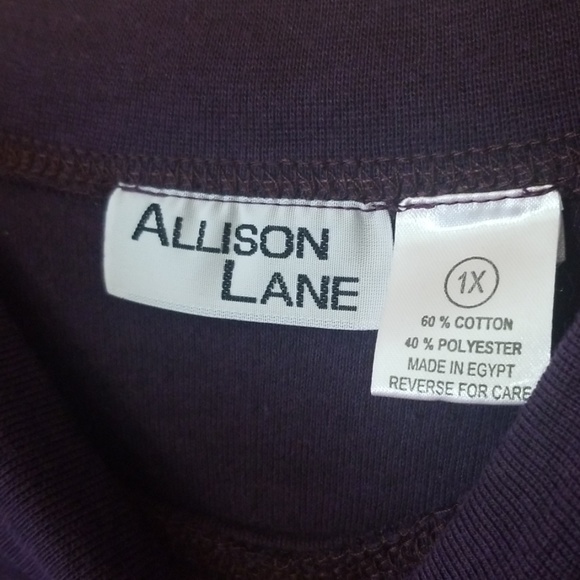 ALLISON
LANE
1X
60 % COTTON
40 % POLYESTER
MADE IN EGYPT
REVERSE FOR CARE